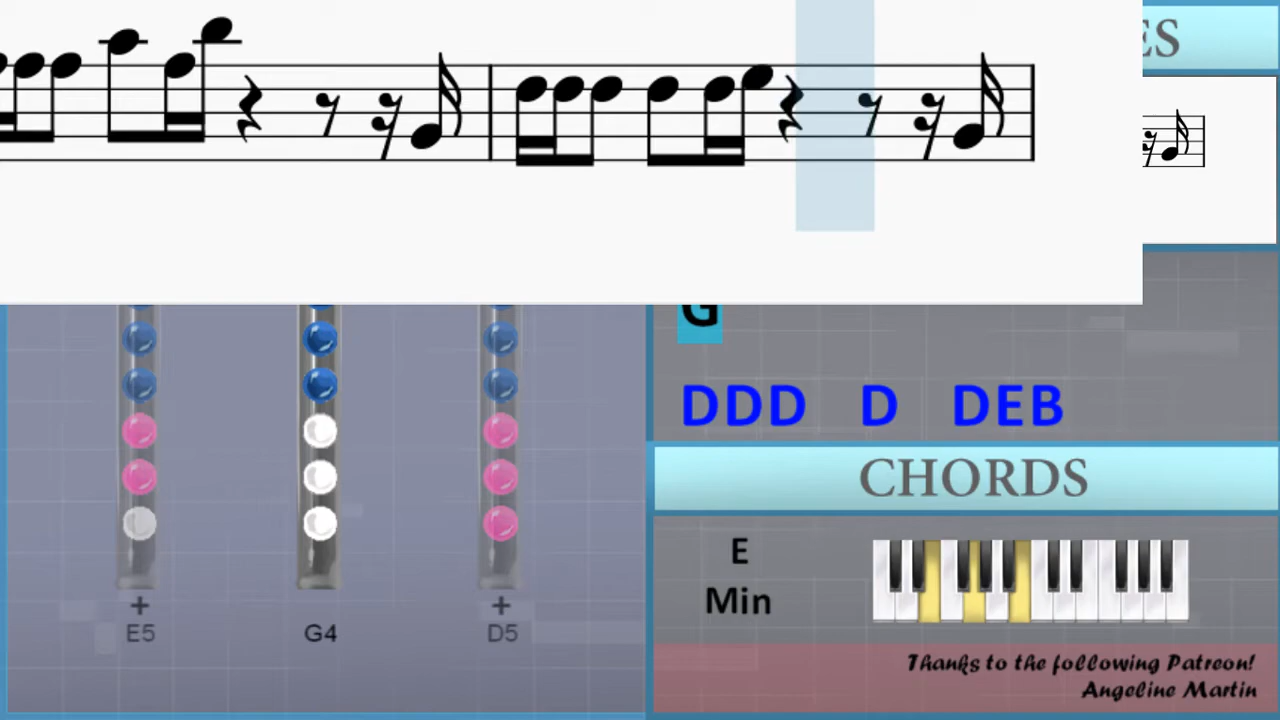 ES
G
DDD D DEB
CHORDS
E
Min
+ +
E5 G4 D5
Thanks to the following Patreon!
Angeline Martin